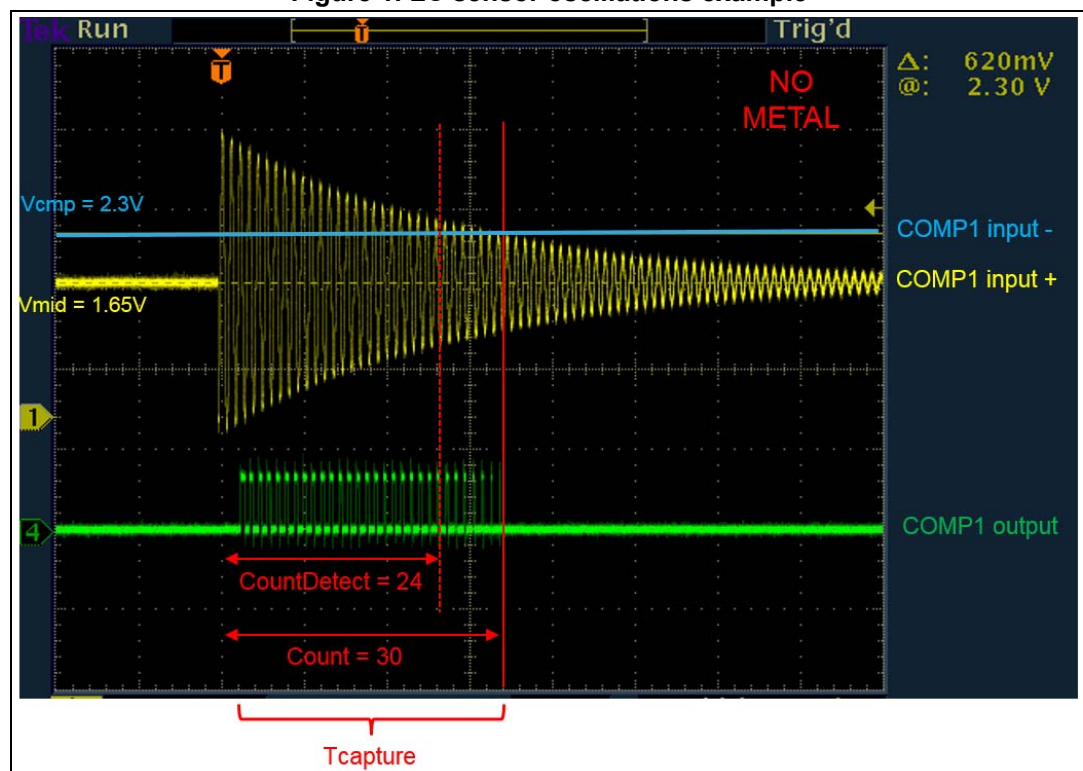 Tek Run
Trig'd
T
T
Δ: 620mV
@: 2.30 V
NO
METAL
Vcmp = 2.3V
COMP1 input -
COMP1 input +
Vmid = 1.65V
1
4
COMP1 output
CountDetect = 24
Count = 30
Tcapture